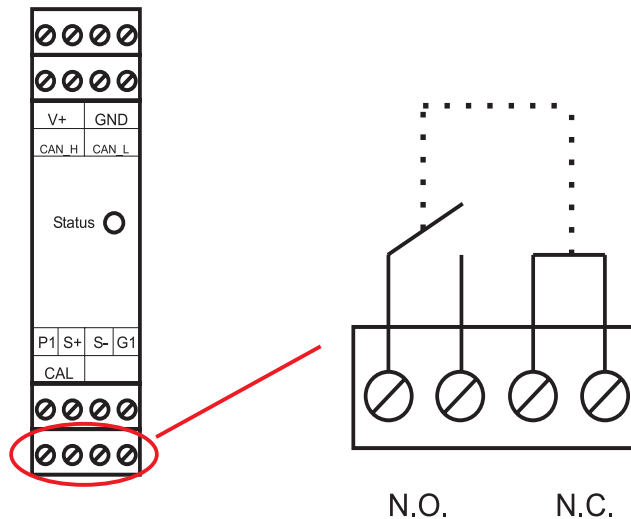 V+ GND
CAN_H CAN_L
Status
P1 S+ S- G1
CAL
N.O. N.C.